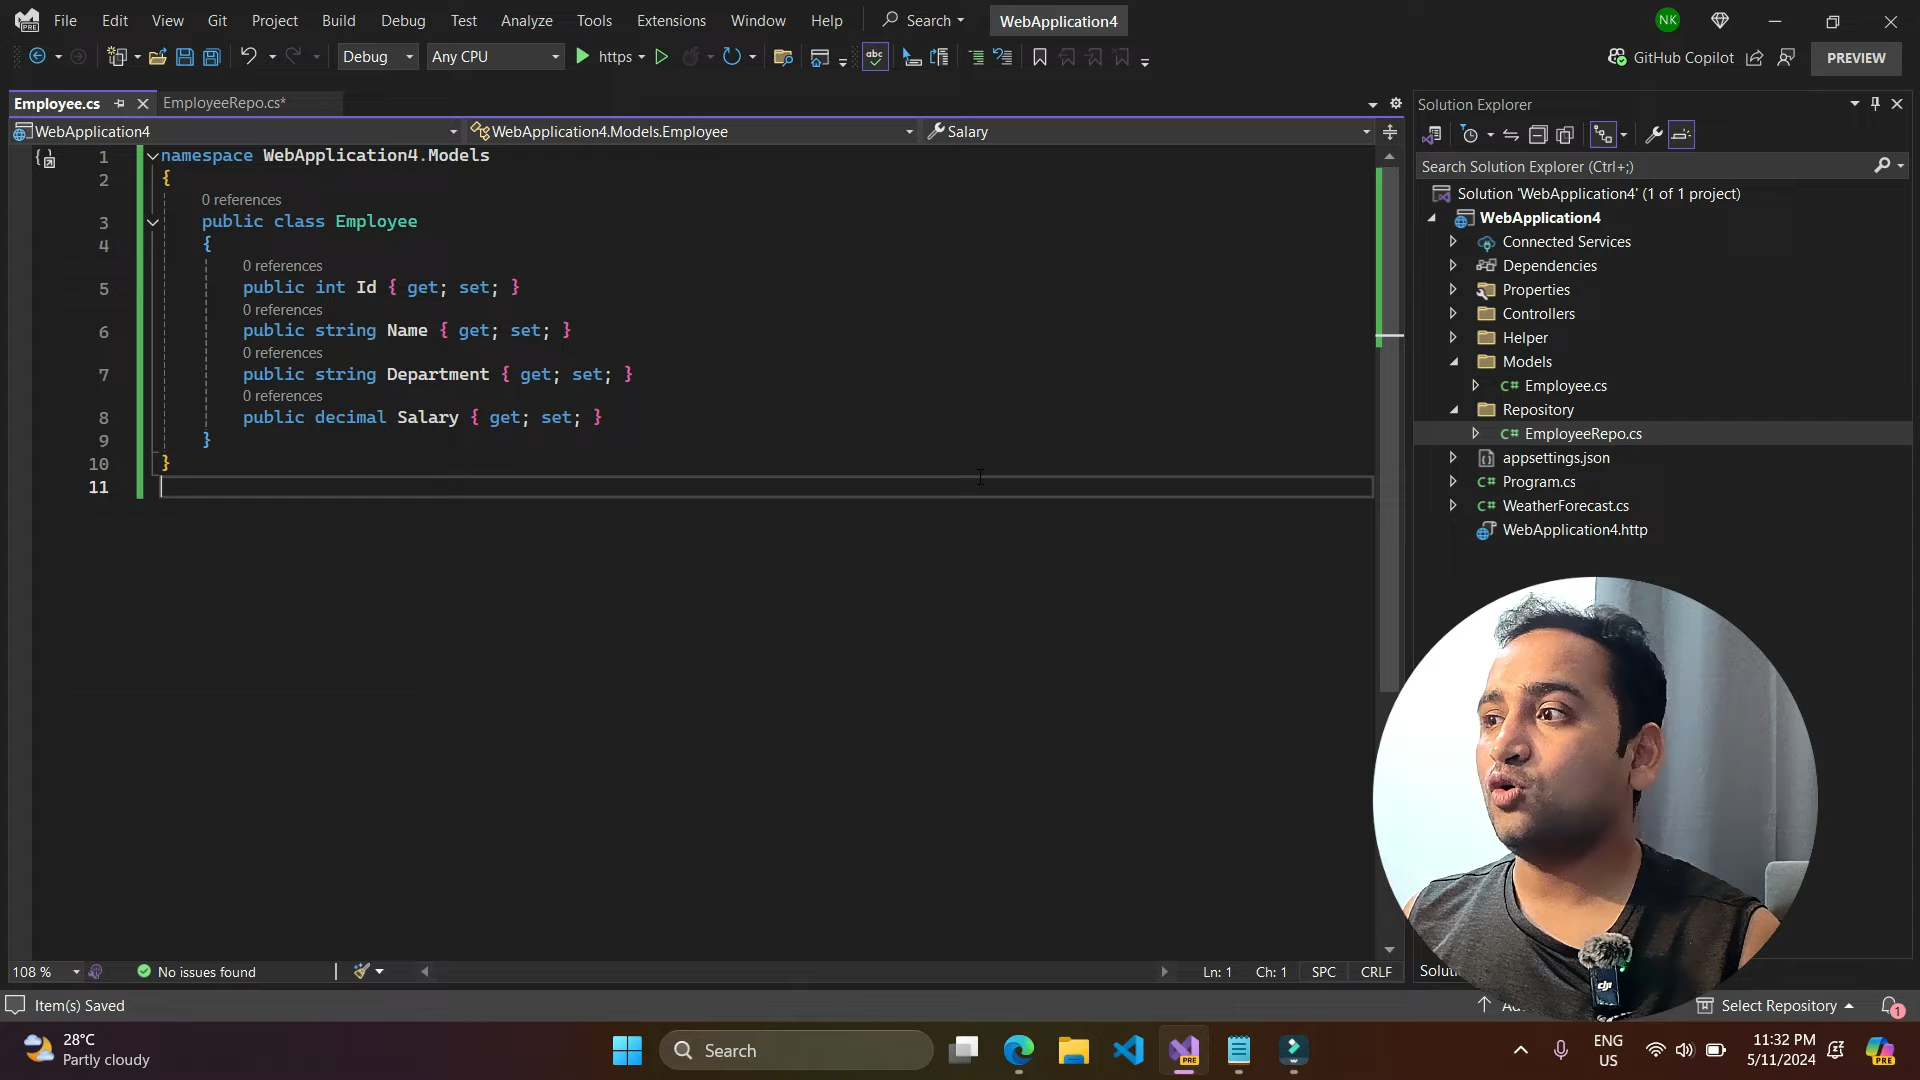 File Edit View Git Project Build Debug Test Analyze Tools Extensions Window Help Search WebApplication4 NK
Debug Any CPU https abc GitHub Copilot PREVIEW
Employee.cs EmployeeRepo.cs*
WebApplication4 WebApplication4.Models.Employee Salary
1 namespace WebApplication4.Models
2 {
0 references
3 public class Employee
4 {
0 references
5 public int Id { get; set; }
0 references
6 public string Name { get; set; }
0 references
7 public string Department { get; set; }
0 references
8 public decimal Salary { get; set; }
9 }
10 }
11
108 % No issues found Ln: 1 Ch: 1 SPC CRLF
Solution Explorer
Search Solution Explorer (Ctrl+;)
Solution 'WebApplication4' (1 of 1 project)
WebApplication4
Connected Services
Dependencies
Properties
Controllers
Helper
Models
C# Employee.cs
Repository
C# EmployeeRepo.cs
appsettings.json
C# Program.cs
C# WeatherForecast.cs
WebApplication4.http
dji
Item(s) Saved Select Repository 1
28°C
Partly cloudy
Search
PRE
ENG
US
11:32 PM
5/11/2024
PRE